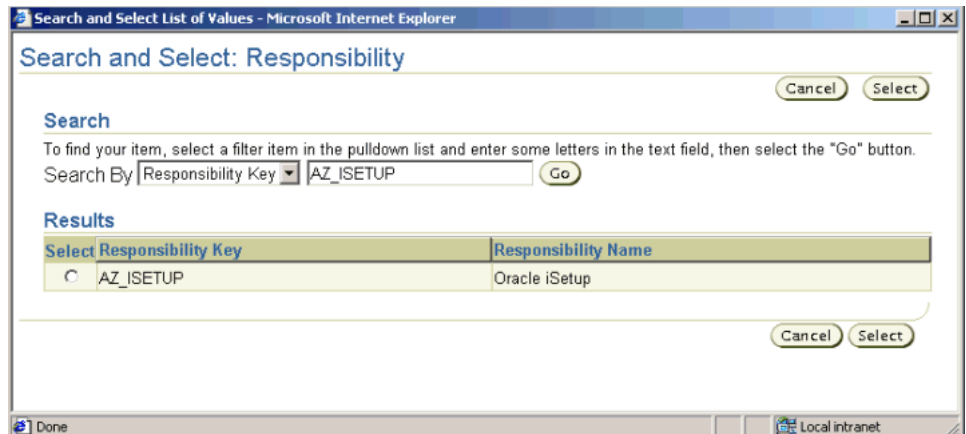 Search and Select List of Values - Microsoft Internet Explorer
Search and Select: Responsibility
Cancel Select
Search
To find your item, select a filter item in the pulldown list and enter some letters in the text field, then select the "Go" button.
Search By Responsibility Key AZ_ISETUP Go
Results
Select Responsibility Key Responsibility Name
AZ_ISETUP Oracle iSetup
Cancel Select
Done Local intranet